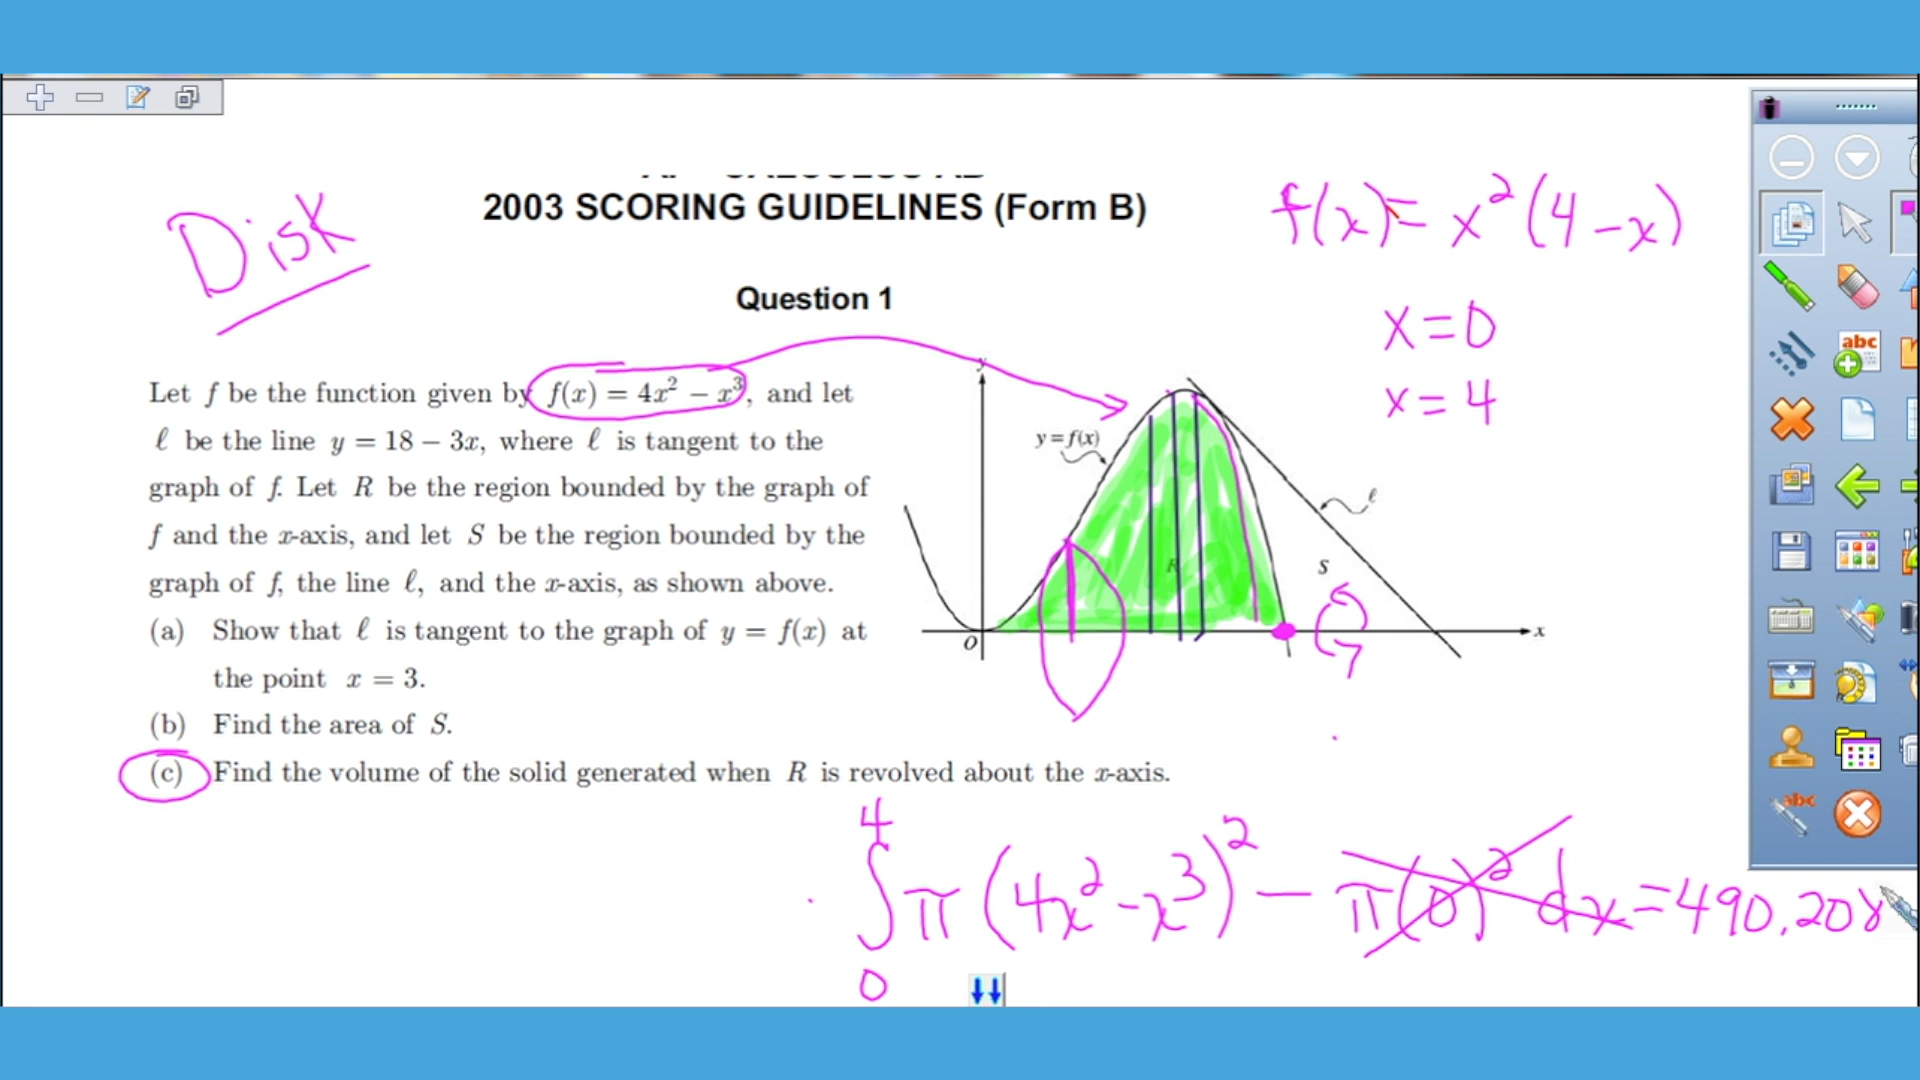 2003 SCORING GUIDELINES (Form B)
Disk
f(x) = x²(4-x)
Question 1
x=0
x=4
Let f be the function given by f(x) = 4x² − x³, and let
ℓ be the line y = 18 − 3x, where ℓ is tangent to the
graph of f. Let R be the region bounded by the graph of
f and the x-axis, and let S be the region bounded by the
graph of f, the line ℓ, and the x-axis, as shown above.
(a) Show that ℓ is tangent to the graph of y = f(x) at
the point x = 3.
(b) Find the area of S.
(c) Find the volume of the solid generated when R is revolved about the x-axis.
y
y = f(x)
ℓ
R
S
O
x
4
∫ π (4x²-x³)² − π(0)² dx = 490.208
0
abc
abc